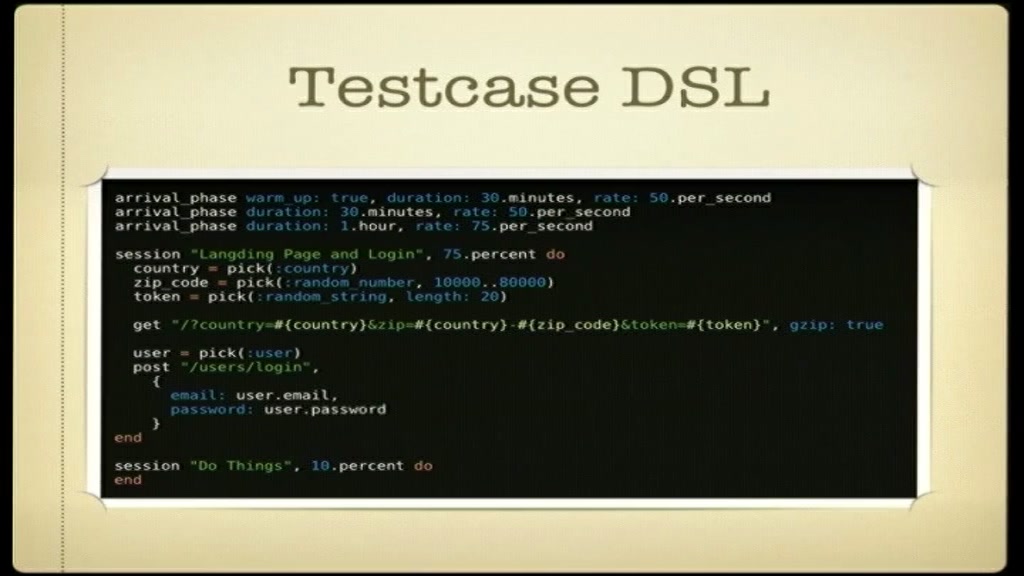 Testcase DSL
arrival_phase warm_up: true, duration: 30.minutes, rate: 50.per_second
arrival_phase duration: 30.minutes, rate: 50.per_second
arrival_phase duration: 1.hour, rate: 75.per_second
session "Langding Page and Login", 75.percent do
country = pick(:country)
zip_code = pick(:random_number, 10000..80000)
token = pick(:random_string, length: 20)
get "/?country=#{country}&zip=#{country}-#{zip_code}&token=#{token}", gzip: true
user = pick(:user)
post "/users/login",
{
email: user.email,
password: user.password
}
end
session "Do Things", 10.percent do
end